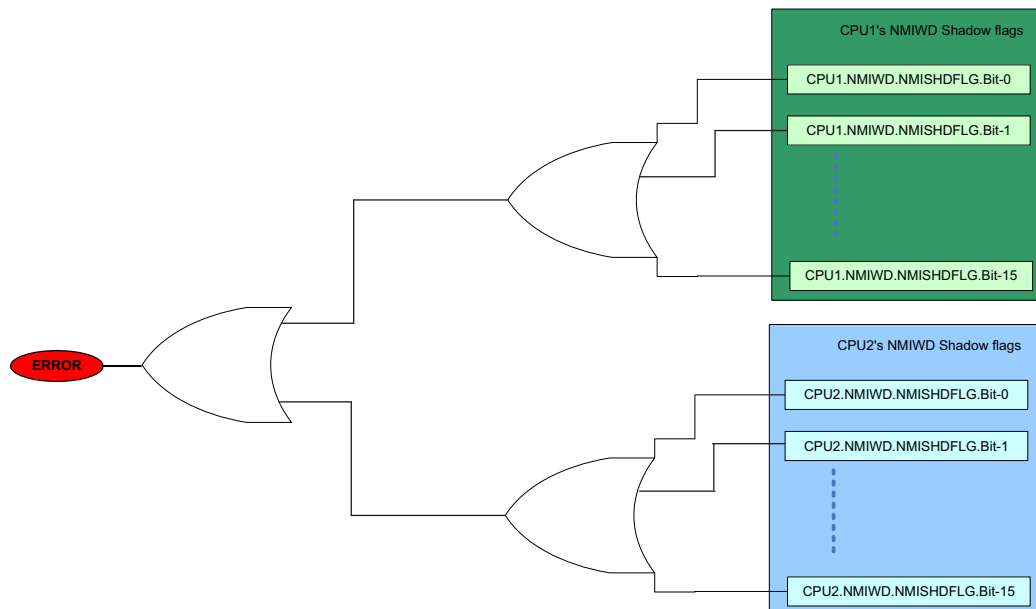 CPU1's NMIWD Shadow flags
CPU1.NMIWD.NMISHDFLG.Bit-0
CPU1.NMIWD.NMISHDFLG.Bit-1
CPU1.NMIWD.NMISHDFLG.Bit-15
ERROR
CPU2's NMIWD Shadow flags
CPU2.NMIWD.NMISHDFLG.Bit-0
CPU2.NMIWD.NMISHDFLG.Bit-1
CPU2.NMIWD.NMISHDFLG.Bit-15